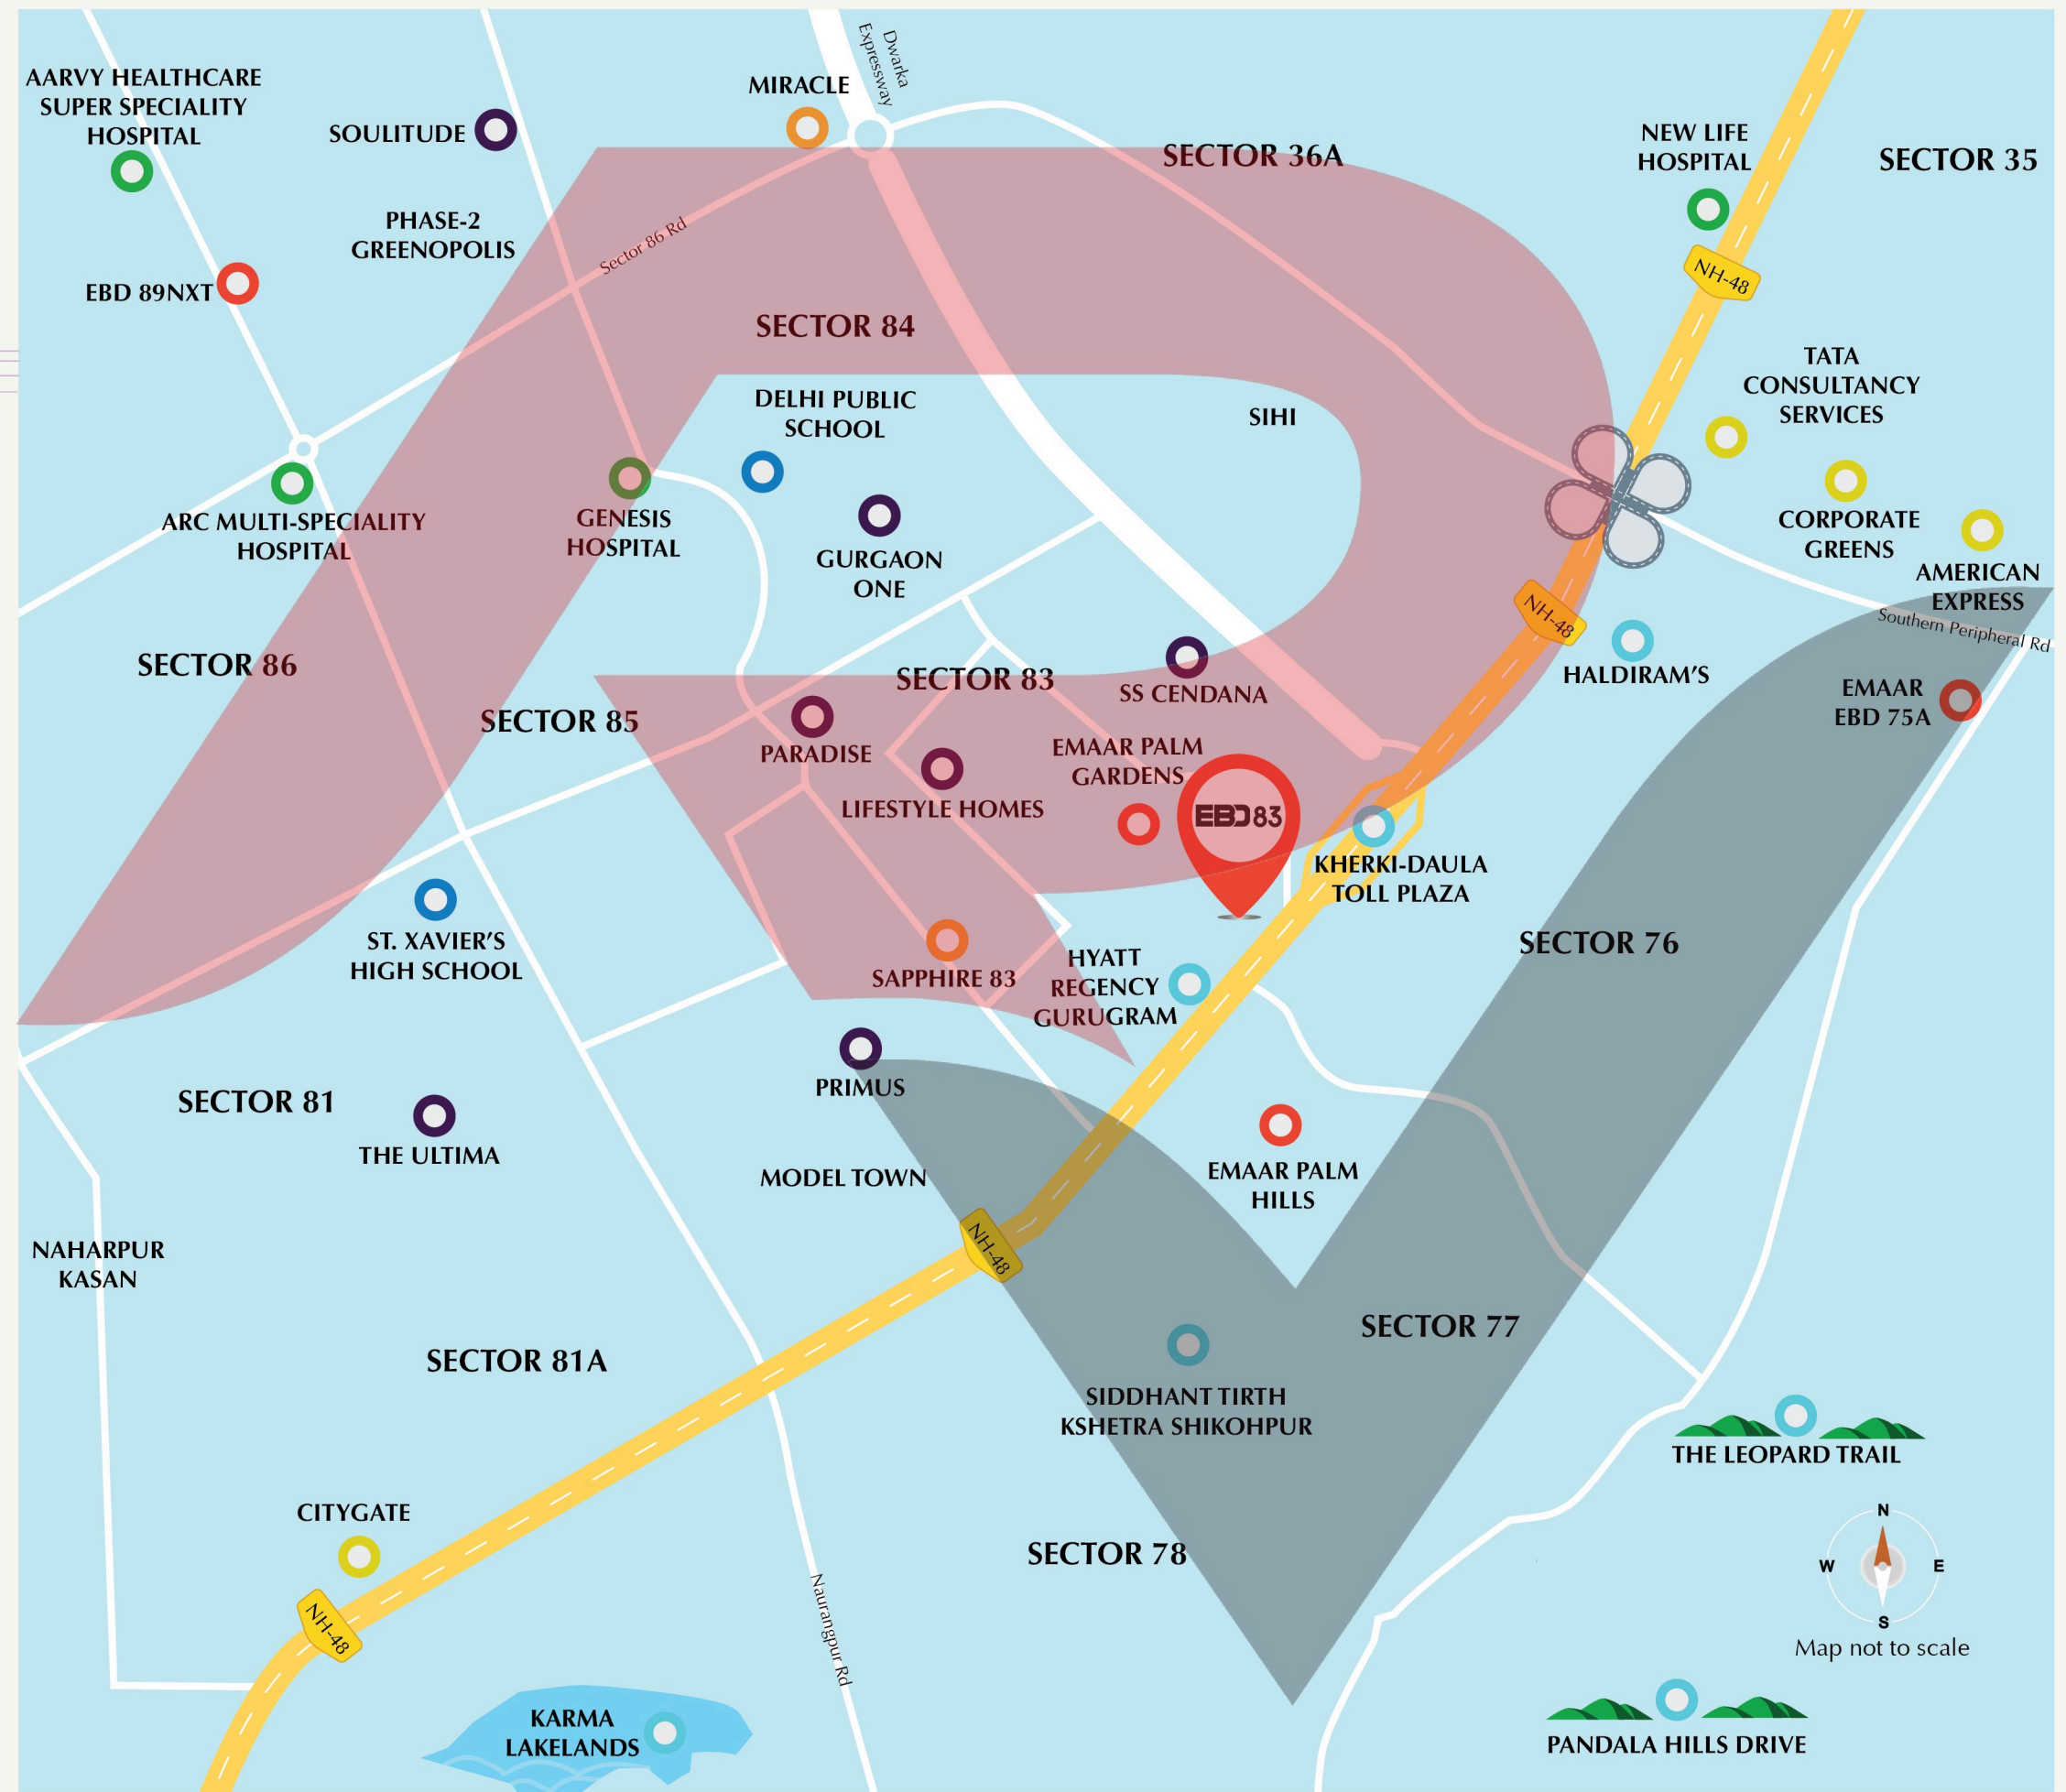 Dwarka
Expressway
AARVY HEALTHCARE
SUPER SPECIALITY
HOSPITAL
SOULITUDE
MIRACLE
SECTOR 36A
NEW LIFE
HOSPITAL
SECTOR 35
PHASE-2
GREENOPOLIS
Sector 86 Rd
EBD 89NXT
NH-48
SECTOR 84
TATA
CONSULTANCY
SERVICES
DELHI PUBLIC
SCHOOL
SIHI
ARC MULTI-SPECIALITY
HOSPITAL
GENESIS
HOSPITAL
GURGAON
ONE
CORPORATE
GREENS
AMERICAN
EXPRESS
Southern Peripheral Rd
NH-48
HALDIRAM'S
SECTOR 86
SECTOR 85
SECTOR 83
SS CENDANA
EMAAR
EBD 75A
PARADISE
EMAAR PALM
GARDENS
LIFESTYLE HOMES
EBD 83
KHERKI-DAULA
TOLL PLAZA
ST. XAVIER'S
HIGH SCHOOL
SAPPHIRE 83
HYATT
REGENCY
GURUGRAM
SECTOR 76
PRIMUS
SECTOR 81
THE ULTIMA
MODEL TOWN
EMAAR PALM
HILLS
NH-48
NAHARPUR
KASAN
SECTOR 81A
SECTOR 77
SIDDHANT TIRTH
KSHETRA SHIKOHPUR
THE LEOPARD TRAIL
CITYGATE
SECTOR 78
NH-48
Naurangpur Rd
N
W
E
S
Map not to scale
KARMA
LAKELANDS
PANDALA HILLS DRIVE